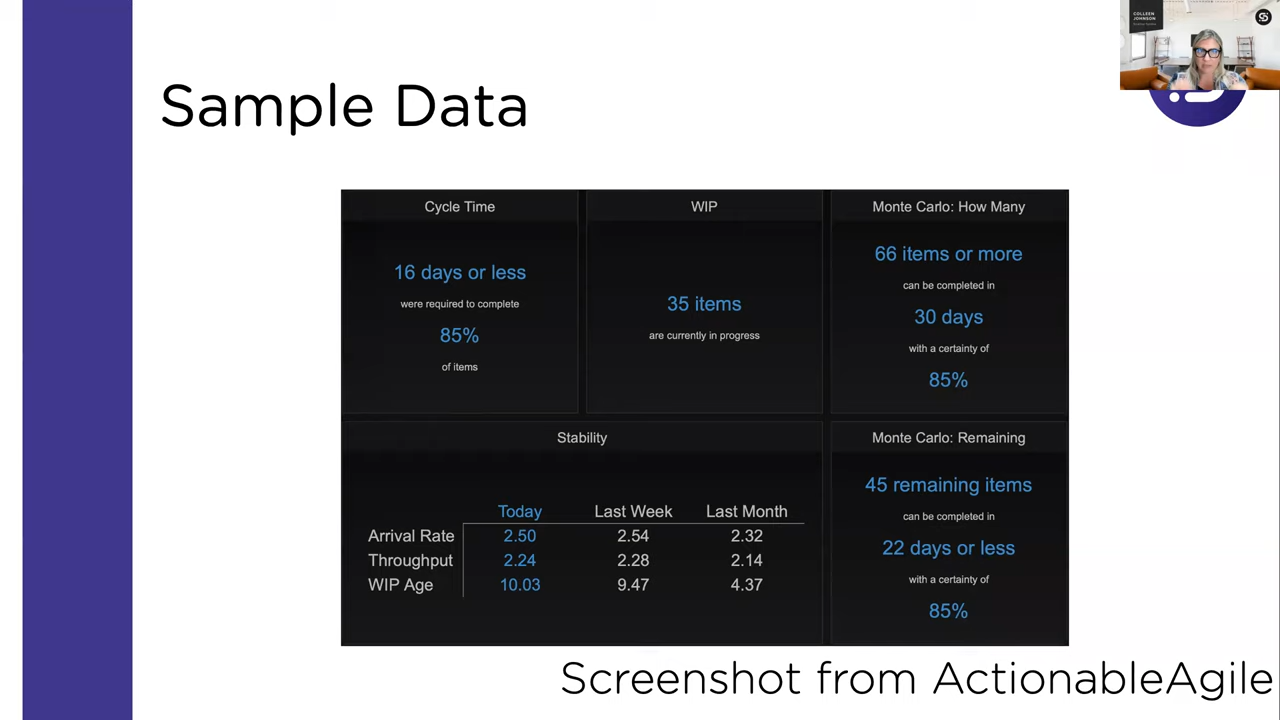 COLLEEN
JOHNSON
Sample Data
Cycle Time
16 days or less
were required to complete
85%
of items
WIP
35 items
are currently in progress
Monte Carlo: How Many
66 items or more
can be completed in
30 days
with a certainty of
85%
Stability
Today Last Week Last Month
Arrival Rate 2.50 2.54 2.32
Throughput 2.24 2.28 2.14
WIP Age 10.03 9.47 4.37
Monte Carlo: Remaining
45 remaining items
can be completed in
22 days or less
with a certainty of
85%
Screenshot from ActionableAgile